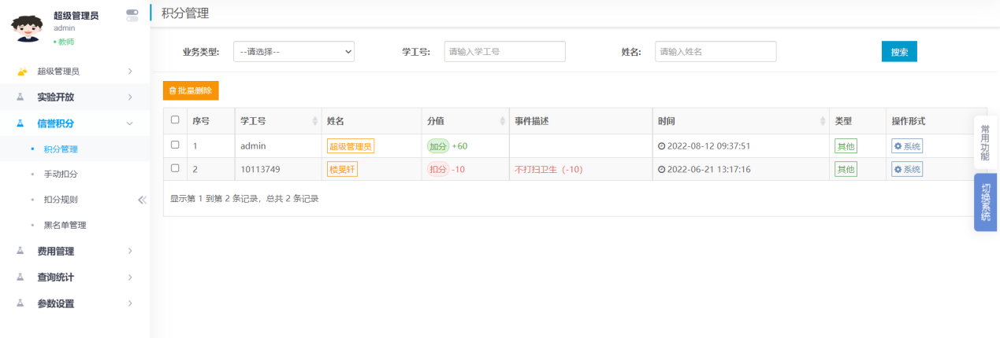 超级管理员
admin
教师
超级管理员
实验开放
信誉积分
积分管理
手动扣分
扣分规则
黑名单管理
费用管理
查询统计
参数设置
积分管理
业务类型: --请选择-- 学工号: 请输入学工号 姓名: 请输入姓名 搜索
批量删除
序号 学工号 姓名 分值 事件描述 时间 类型 操作形式
1 admin 超级管理员 加分 +60 2022-08-12 09:37:51 其他 系统
2 10113749 楼旻轩 扣分 -10 不打扫卫生（-10） 2022-06-21 13:17:16 其他 系统
显示第 1 到第 2 条记录，总共 2 条记录
常用功能
切换系统